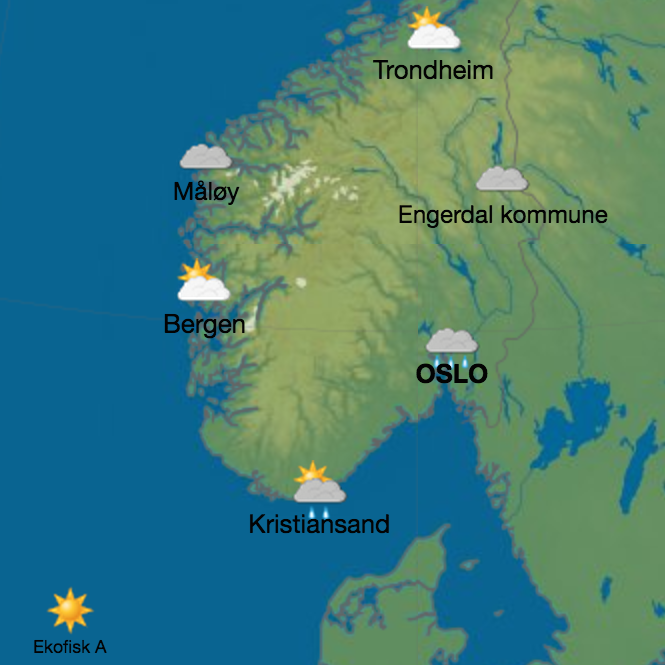 Trondheim
Måløy
Engerdal kommune
Bergen
OSLO
Kristiansand
Ekofisk A